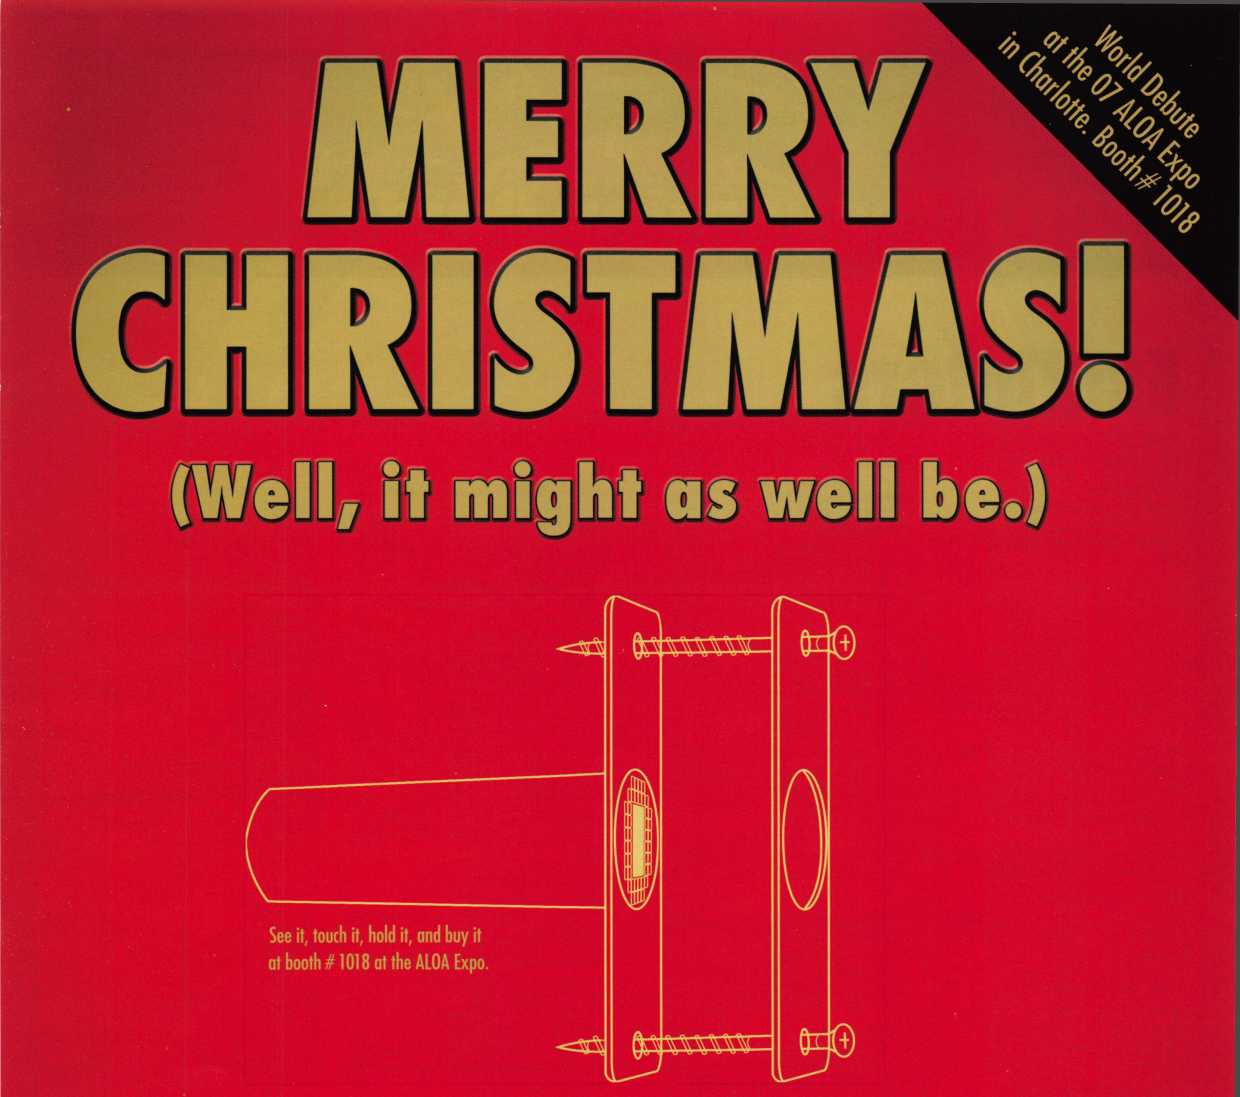 World Debute
at the 07 ALOA Expo
in Charlotte. Booth# 1018
MERRY
CHRISTMAS!
(Well, it might as well be.)
See it, touch it, hold it, and buy it
at booth # 1018 at the ALOA Expo.